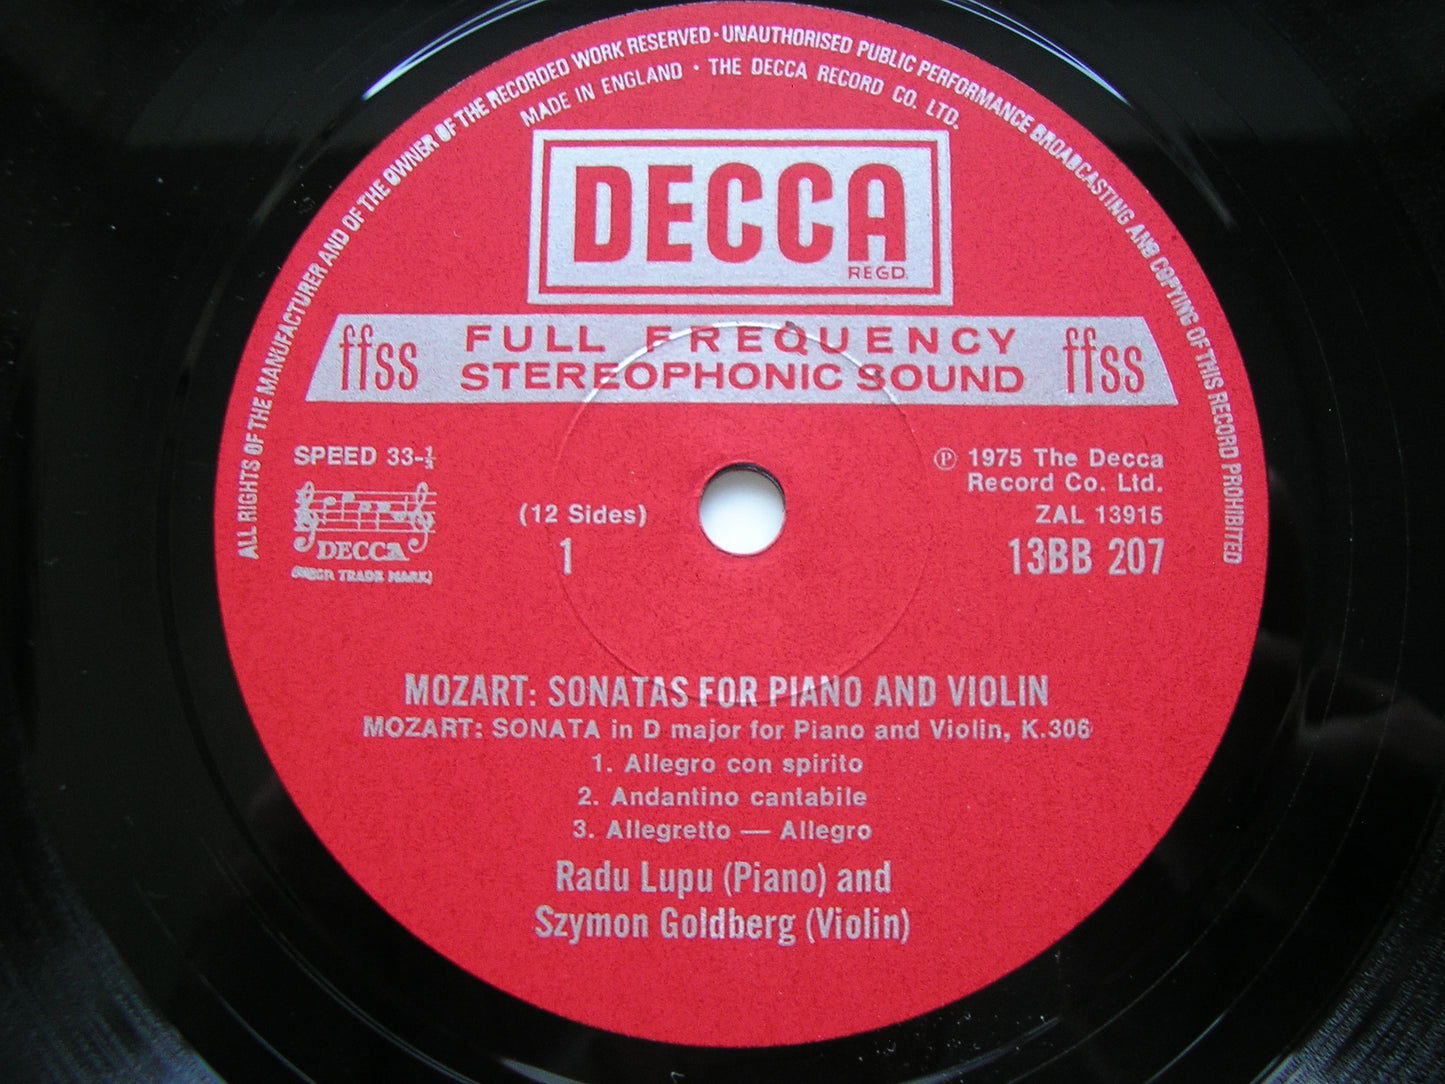 ALL RIGHTS OF THE MANUFACTURER AND OF THE OWNER OF THE RECORDED WORK RESERVED · UNAUTHORISED PUBLIC PERFORMANCE BROADCASTING AND COPYING OF THIS RECORD PROHIBITED
MADE IN ENGLAND · THE DECCA RECORD CO. LTD.
DECCA
REGD.
ffss FULL FREQUENCY STEREOPHONIC SOUND ffss
SPEED 33-⅓
DECCA
(REGR TRADE MARK)
(12 Sides)
1
℗ 1975 The Decca
Record Co. Ltd.
ZAL 13915
13BB 207
MOZART: SONATAS FOR PIANO AND VIOLIN
MOZART: SONATA in D major for Piano and Violin, K.306
1. Allegro con spirito
2. Andantino cantabile
3. Allegretto — Allegro
Radu Lupu (Piano) and
Szymon Goldberg (Violin)